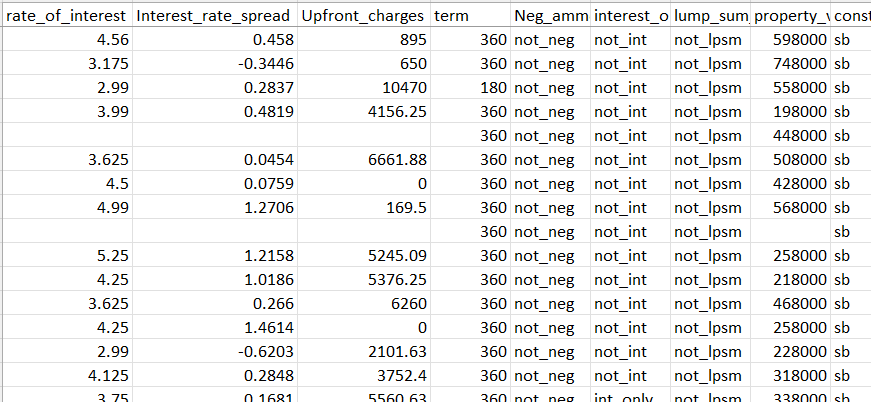 rate_of_interest Interest_rate_spread Upfront_charges term Neg_amm interest_o lump_sum_ property_v const
4.56 0.458 895 360 not_neg not_int not_lpsm 598000 sb
3.175 -0.3446 650 360 not_neg not_int not_lpsm 748000 sb
2.99 0.2837 10470 180 not_neg not_int not_lpsm 558000 sb
3.99 0.4819 4156.25 360 not_neg not_int not_lpsm 198000 sb
360 not_neg not_int not_lpsm 448000 sb
3.625 0.0454 6661.88 360 not_neg not_int not_lpsm 508000 sb
4.5 0.0759 0 360 not_neg not_int not_lpsm 428000 sb
4.99 1.2706 169.5 360 not_neg not_int not_lpsm 568000 sb
360 not_neg not_int not_lpsm sb
5.25 1.2158 5245.09 360 not_neg not_int not_lpsm 258000 sb
4.25 1.0186 5376.25 360 not_neg not_int not_lpsm 218000 sb
3.625 0.266 6260 360 not_neg not_int not_lpsm 468000 sb
4.25 1.4614 0 360 not_neg not_int not_lpsm 258000 sb
2.99 -0.6203 2101.63 360 not_neg not_int not_lpsm 228000 sb
4.125 0.2848 3752.4 360 not_neg not_int not_lpsm 318000 sb
3.75 0.1681 5560.63 360 not_neg int_only not_lpsm 338000 sb